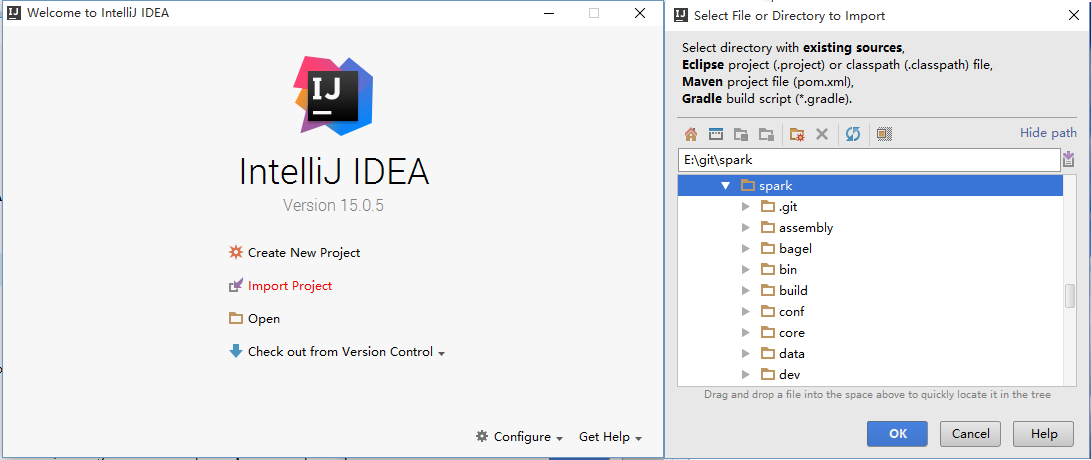 Welcome to IntelliJ IDEA
IJ
IntelliJ IDEA
Version 15.0.5
Create New Project
Import Project
Open
Check out from Version Control
Configure
Get Help
Select File or Directory to Import
Select directory with existing sources,
Eclipse project (.project) or classpath (.classpath) file,
Maven project file (pom.xml),
Gradle build script (*.gradle).
Hide path
E:\git\spark
spark
.git
assembly
bagel
bin
build
conf
core
data
dev
Drag and drop a file into the space above to quickly locate it in the tree
OK
Cancel
Help